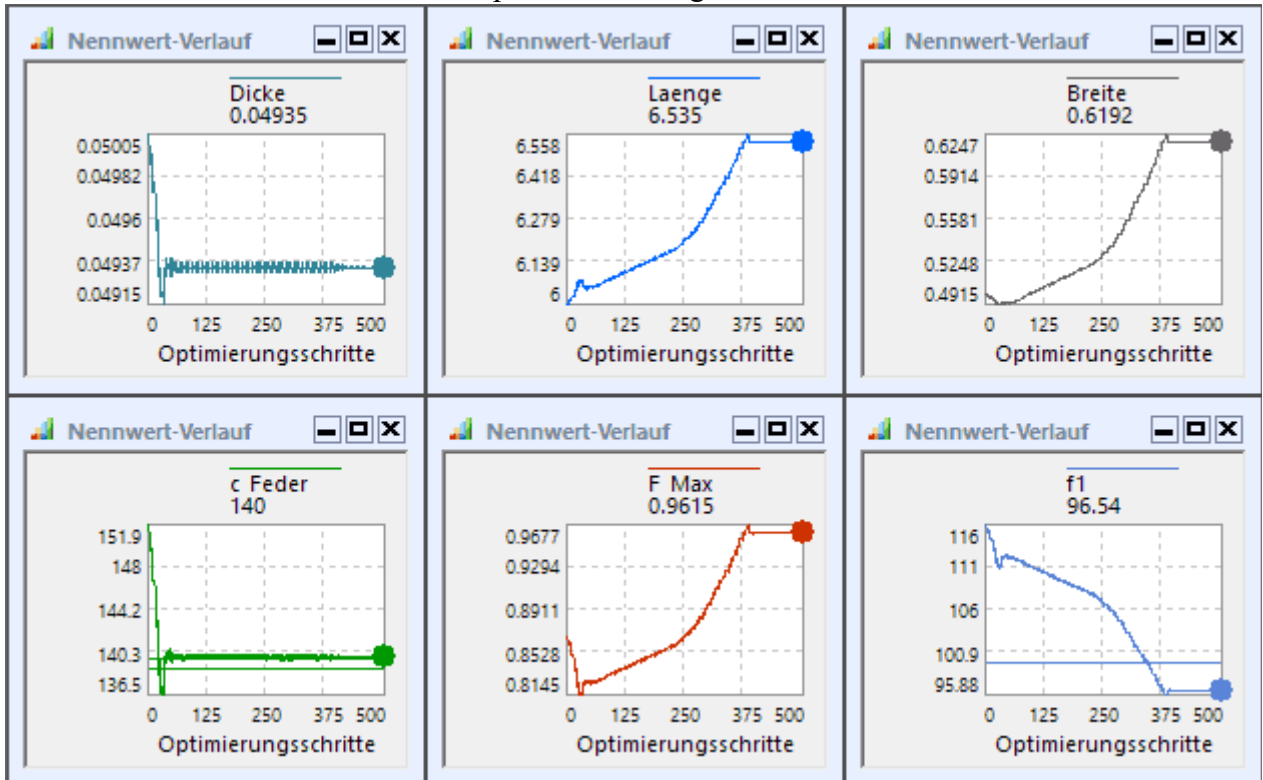 Nennwert-Verlauf
Dicke
0.04935
0.05005
0.04982
0.0496
0.04937
0.04915
0 125 250 375 500
Optimierungsschritte
Nennwert-Verlauf
Laenge
6.535
6.558
6.418
6.279
6.139
6
0 125 250 375 500
Optimierungsschritte
Nennwert-Verlauf
Breite
0.6192
0.6247
0.5914
0.5581
0.5248
0.4915
0 125 250 375 500
Optimierungsschritte
Nennwert-Verlauf
c Feder
140
151.9
148
144.2
140.3
136.5
0 125 250 375 500
Optimierungsschritte
Nennwert-Verlauf
F Max
0.9615
0.9677
0.9294
0.8911
0.8528
0.8145
0 125 250 375 500
Optimierungsschritte
Nennwert-Verlauf
f1
96.54
116
111
106
100.9
95.88
0 125 250 375 500
Optimierungsschritte